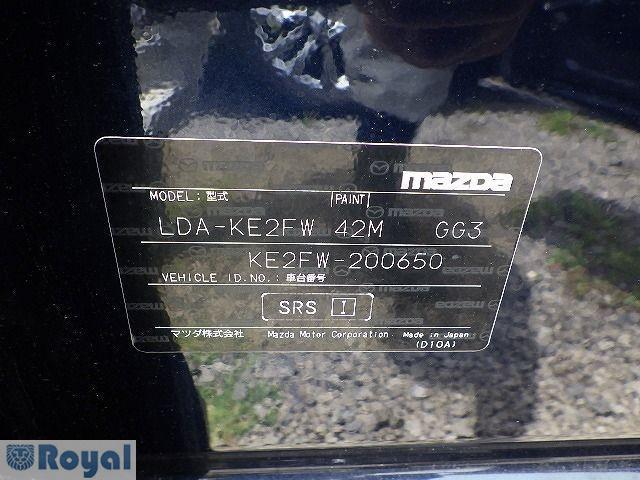 mazda
MODEL : 型式 PAINT
LDA-KE2FW 42M GG3
KE2FW-200650
VEHICLE ID.NO. : 車台番号
SRS I
マツダ株式会社 Mazda Motor Corporation Made in Japan
(D10A)
Royal